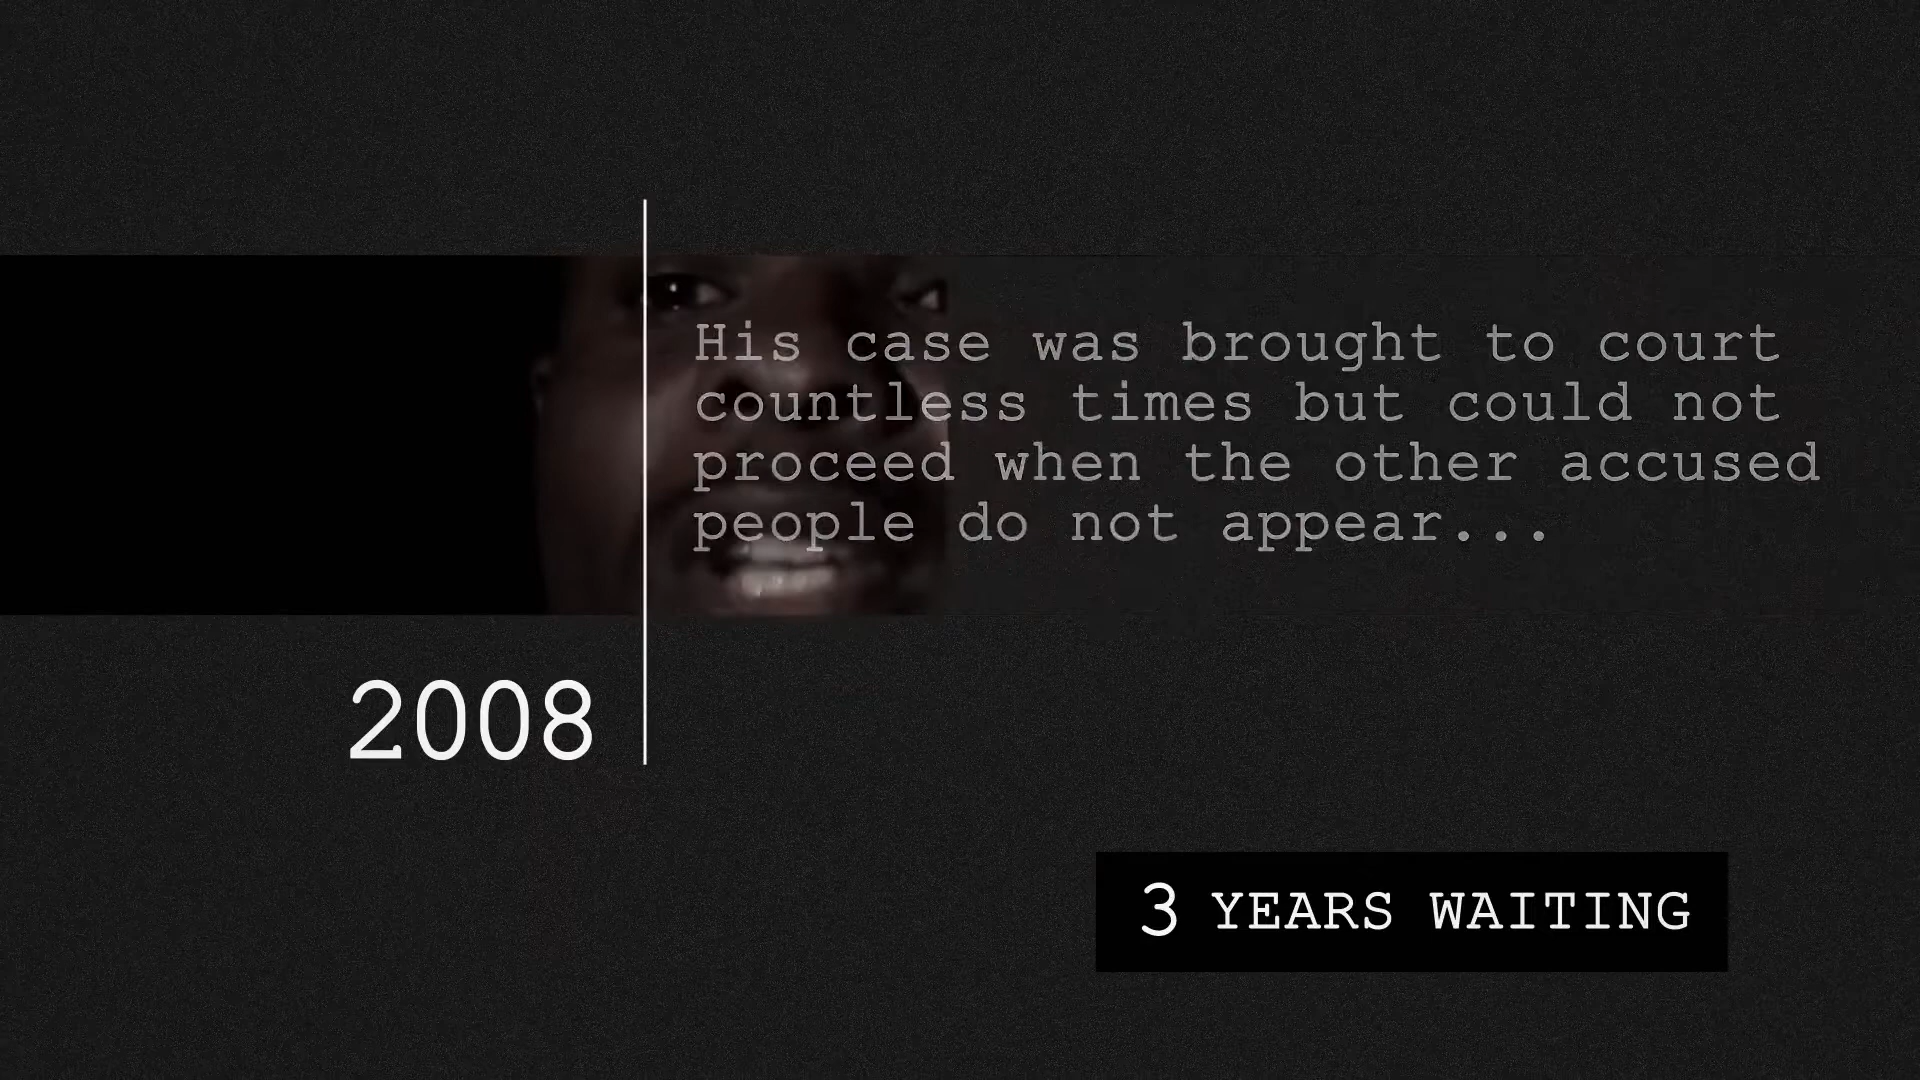 His case was brought to court
countless times but could not
proceed when the other accused
people do not appear...
2008
3 YEARS WAITING